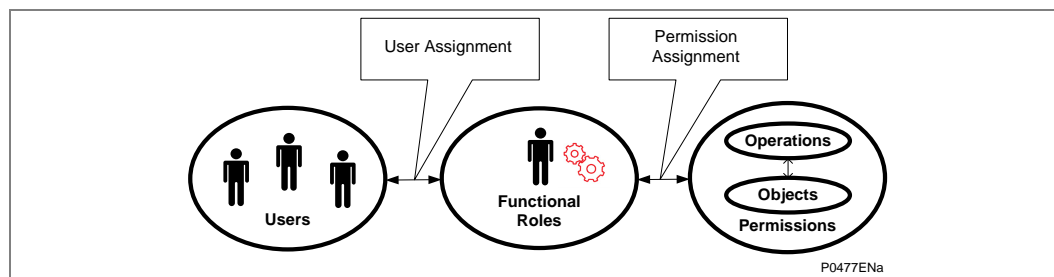 User Assignment
Permission
Assignment
Users
Functional
Roles
Operations
Objects
Permissions
P0477ENa